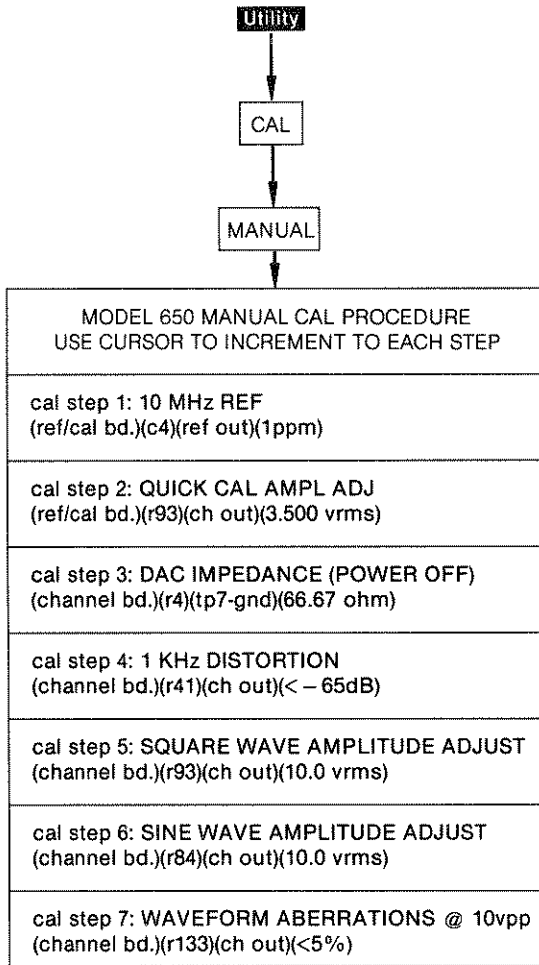 Utility
CAL
MANUAL
MODEL 650 MANUAL CAL PROCEDURE
USE CURSOR TO INCREMENT TO EACH STEP
cal step 1: 10 MHz REF
(ref/cal bd.)(c4)(ref out)(1ppm)
cal step 2: QUICK CAL AMPL ADJ
(ref/cal bd.)(r93)(ch out)(3.500 vrms)
cal step 3: DAC IMPEDANCE (POWER OFF)
(channel bd.)(r4)(tp7-gnd)(66.67 ohm)
cal step 4: 1 KHz DISTORTION
(channel bd.)(r41)(ch out)(< – 65dB)
cal step 5: SQUARE WAVE AMPLITUDE ADJUST
(channel bd.)(r93)(ch out)(10.0 vrms)
cal step 6: SINE WAVE AMPLITUDE ADJUST
(channel bd.)(r84)(ch out)(10.0 vrms)
cal step 7: WAVEFORM ABERRATIONS @ 10vpp
(channel bd.)(r133)(ch out)(<5%)